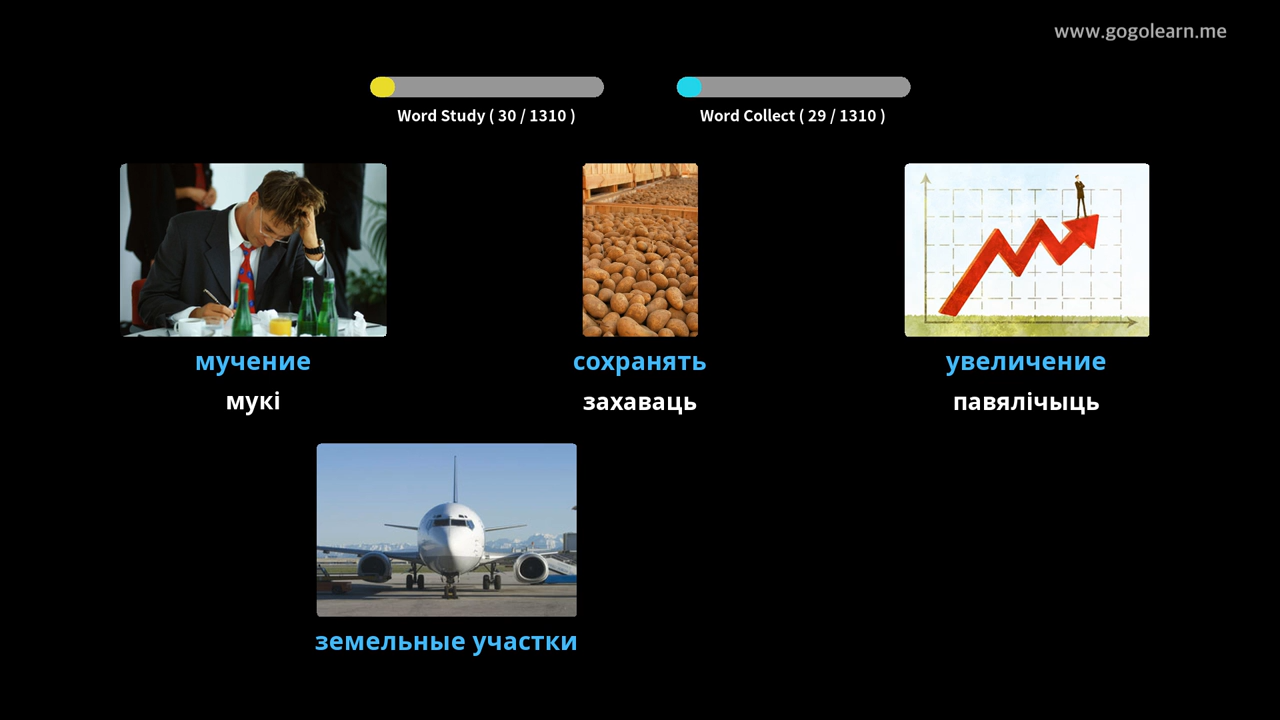 www.gogolearn.me
Word Study ( 30 / 1310 )
Word Collect ( 29 / 1310 )
мучение
сохранять
увеличение
мукі
захаваць
павялічыць
земельные участки